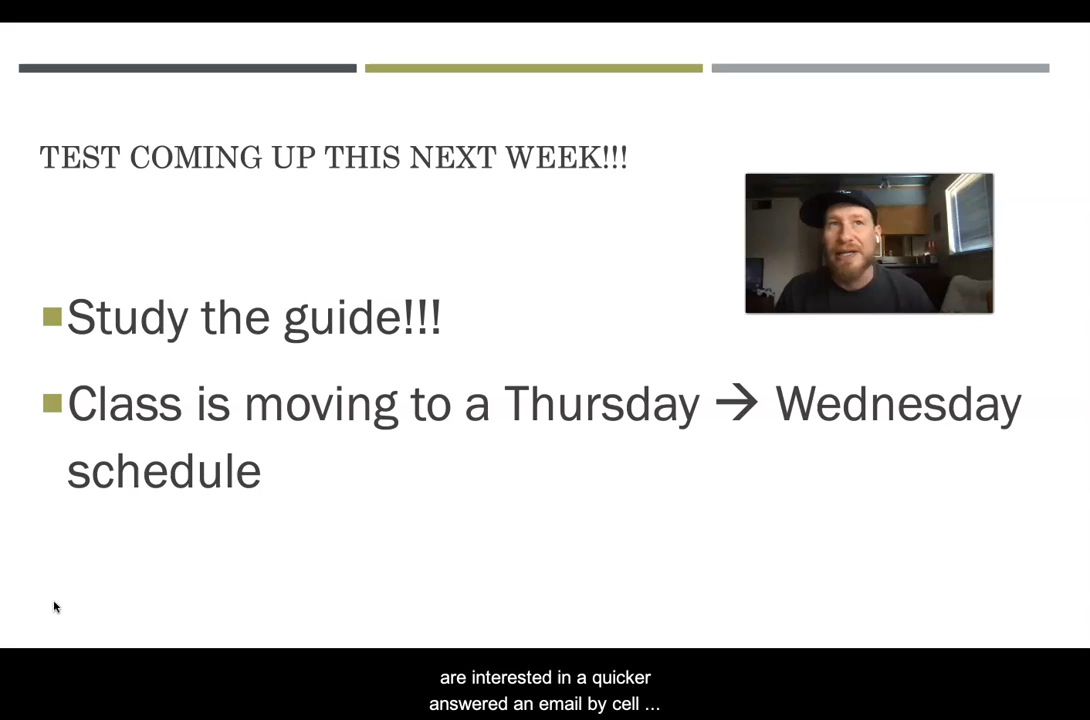 TEST COMING UP THIS NEXT WEEK!!!
Study the guide!!!
Class is moving to a Thursday → Wednesday
schedule
are interested in a quicker
answered an email by cell ...